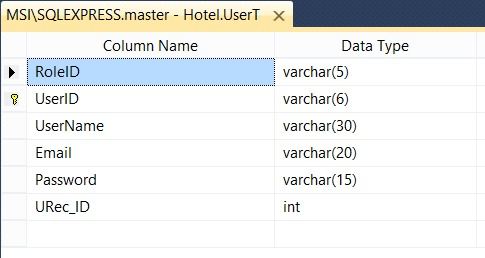 MSI\SQLEXPRESS.master - Hotel.UserT
Column Name Data Type
RoleID varchar(5)
UserID varchar(6)
UserName varchar(30)
Email varchar(20)
Password varchar(15)
URec_ID int